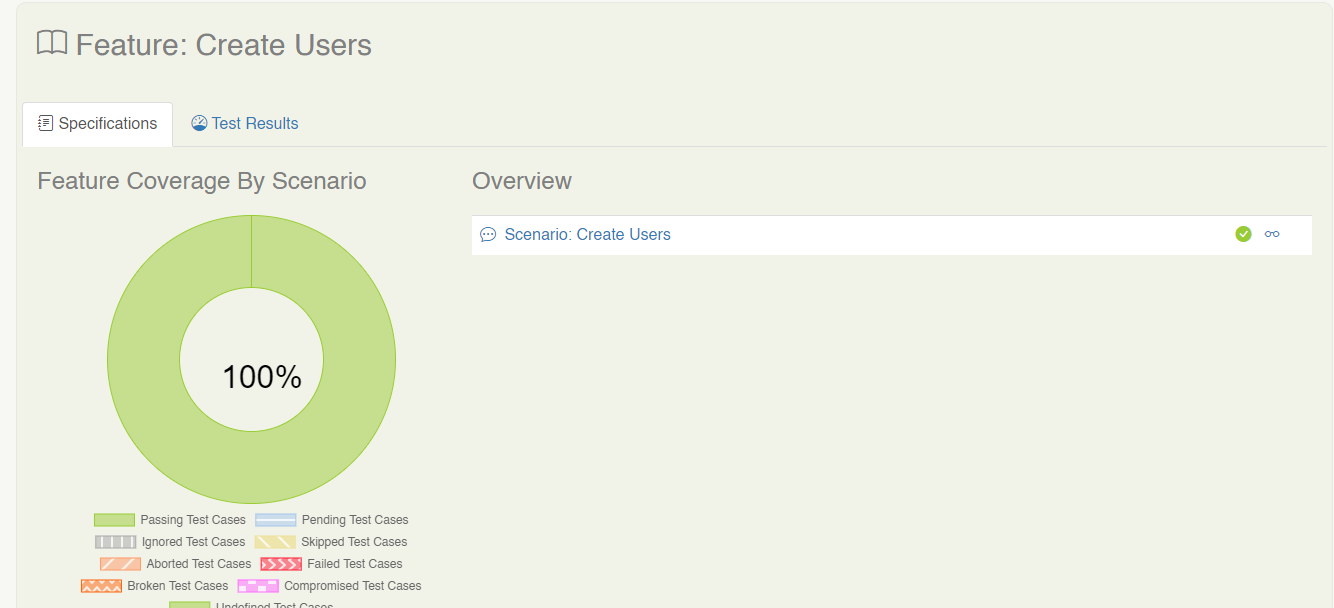 Feature: Create Users
Specifications
Test Results
Feature Coverage By Scenario
100%
Passing Test Cases
Pending Test Cases
Ignored Test Cases
Skipped Test Cases
Aborted Test Cases
Failed Test Cases
Broken Test Cases
Compromised Test Cases
Undefined Test Cases
Overview
Scenario: Create Users